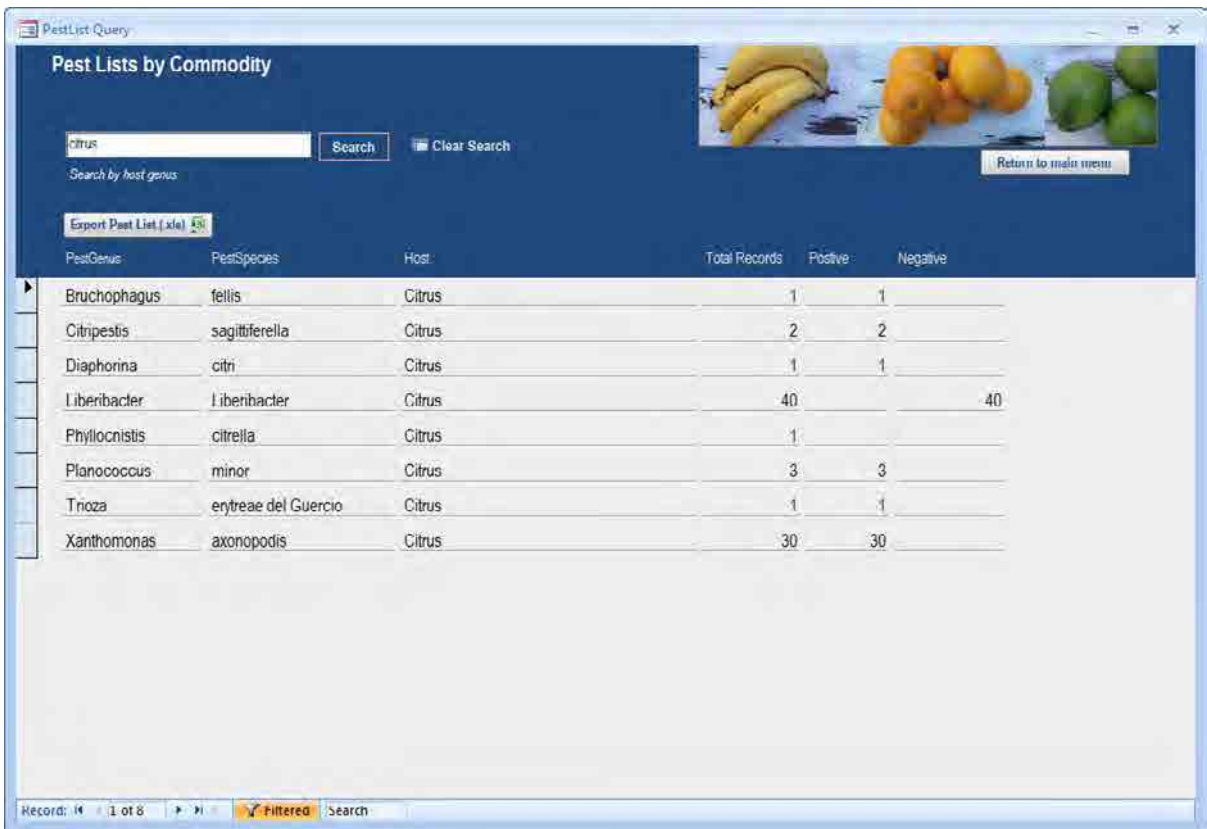 PestList Query
Pest Lists by Commodity
citrus
Search
Clear Search
Return to main menu
Search by host genus
Export Pest List (.xls)
PestGenus PestSpecies Host Total Records Postive Negative
Bruchophagus fellis Citrus 1 1
Citripestis sagittiferella Citrus 2 2
Diaphorina citri Citrus 1 1
Liberibacter Liberibacter Citrus 40 40
Phyllocnistis citrella Citrus 1
Planococcus minor Citrus 3 3
Trioza erytreae del Guercio Citrus 1 1
Xanthomonas axonopodis Citrus 30 30
Record: 1 of 8 Filtered Search